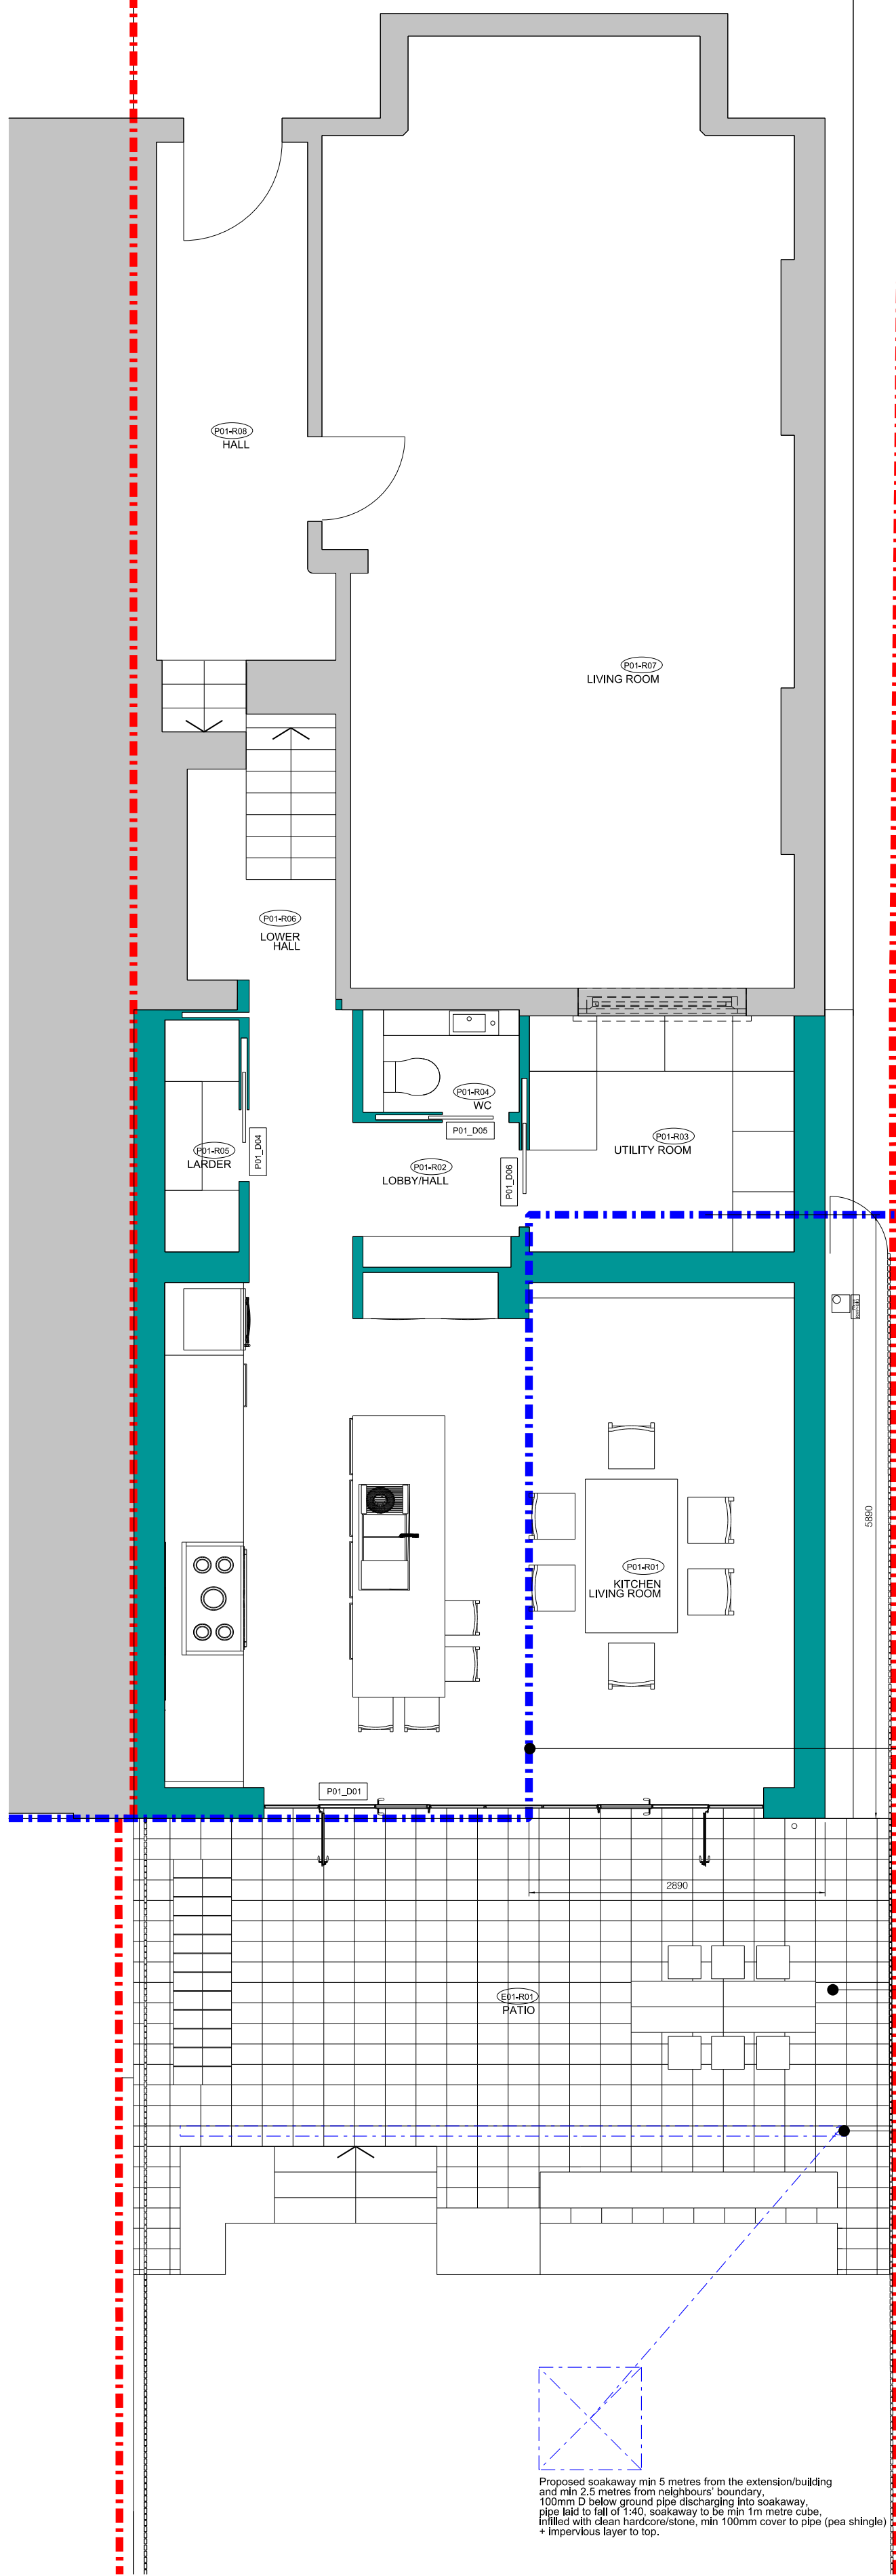 P01-R08
HALL
P01-R07
LIVING ROOM
P01-R06
LOWER
HALL
P01-R04
WC
P01_D05
P01-R03
UTILITY ROOM
P01-R05
LARDER
P01_D04
P01-R02
LOBBY/HALL
P01_D06
5890
P01-R01
KITCHEN
LIVING ROOM
P01_D01
2890
E01-R01
PATIO
Proposed soakaway min 5 metres from the extension/building
and min 2.5 metres from neighbours' boundary,
100mm D below ground pipe discharging into soakaway,
pipe laid to fall of 1:40, soakaway to be min 1m metre cube,
infilled with clean hardcore/stone, min 100mm cover to pipe (pea shingle)
+ impervious layer to top.